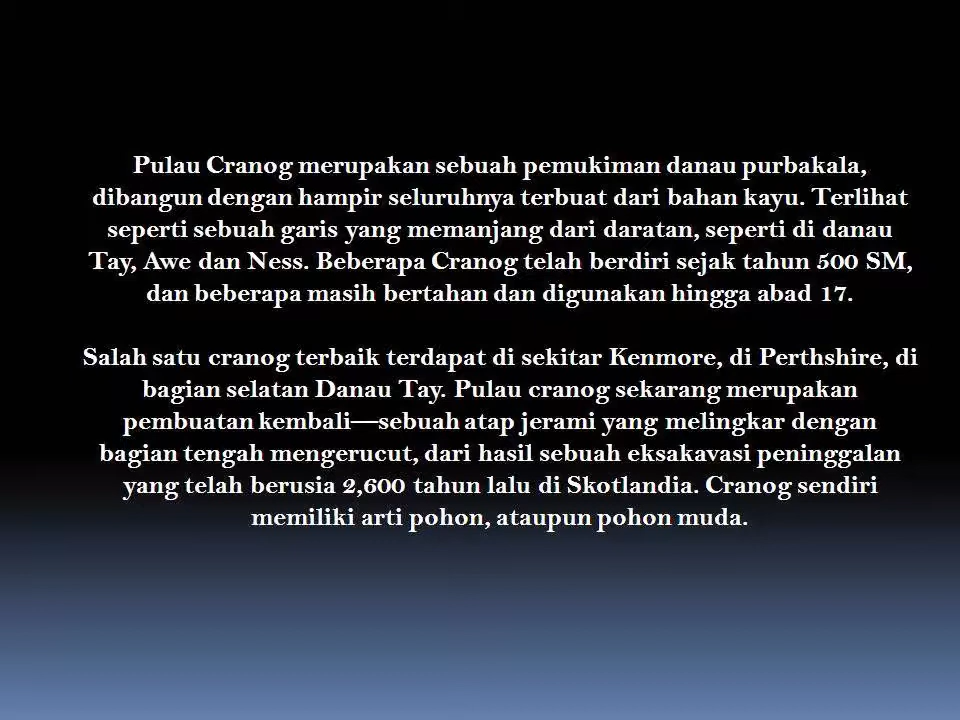 Pulau Cranog merupakan sebuah pemukiman danau purbakala,
dibangun dengan hampir seluruhnya terbuat dari bahan kayu. Terlihat
seperti sebuah garis yang memanjang dari daratan, seperti di danau
Tay, Awe dan Ness. Beberapa Cranog telah berdiri sejak tahun 500 SM,
dan beberapa masih bertahan dan digunakan hingga abad 17.
Salah satu cranog terbaik terdapat di sekitar Kenmore, di Perthshire, di
bagian selatan Danau Tay. Pulau cranog sekarang merupakan
pembuatan kembali—sebuah atap jerami yang melingkar dengan
bagian tengah mengerucut, dari hasil sebuah eksakavasi peninggalan
yang telah berusia 2,600 tahun lalu di Skotlandia. Cranog sendiri
memiliki arti pohon, ataupun pohon muda.